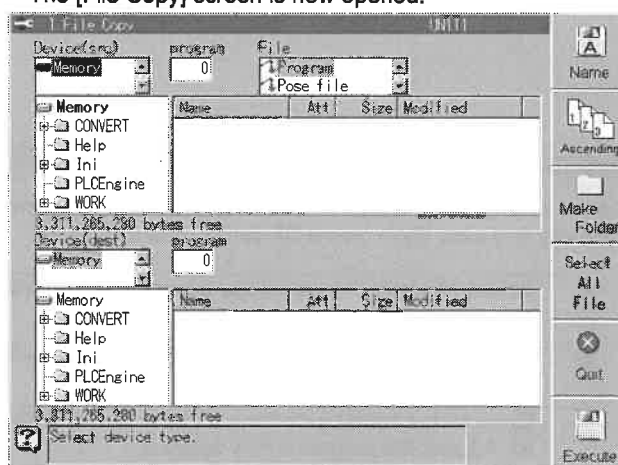 The [File Copy] screen is now opened.
1 File Copy UNIT1
Device(src) program File
Memory 0 Program
Pose file
Memory Name Att Size Modified
CONVERT
Help
Ini
PLCEngine
WORK
3,311,265,280 bytes free
Device(dest) program
Memory 0
Memory Name Att Size Modified
CONVERT
Help
Ini
PLCEngine
WORK
bytes free
Select device type.
A
Name
1 2 3
Ascending
Make
Folder
Select
All
File
Quit
Execute